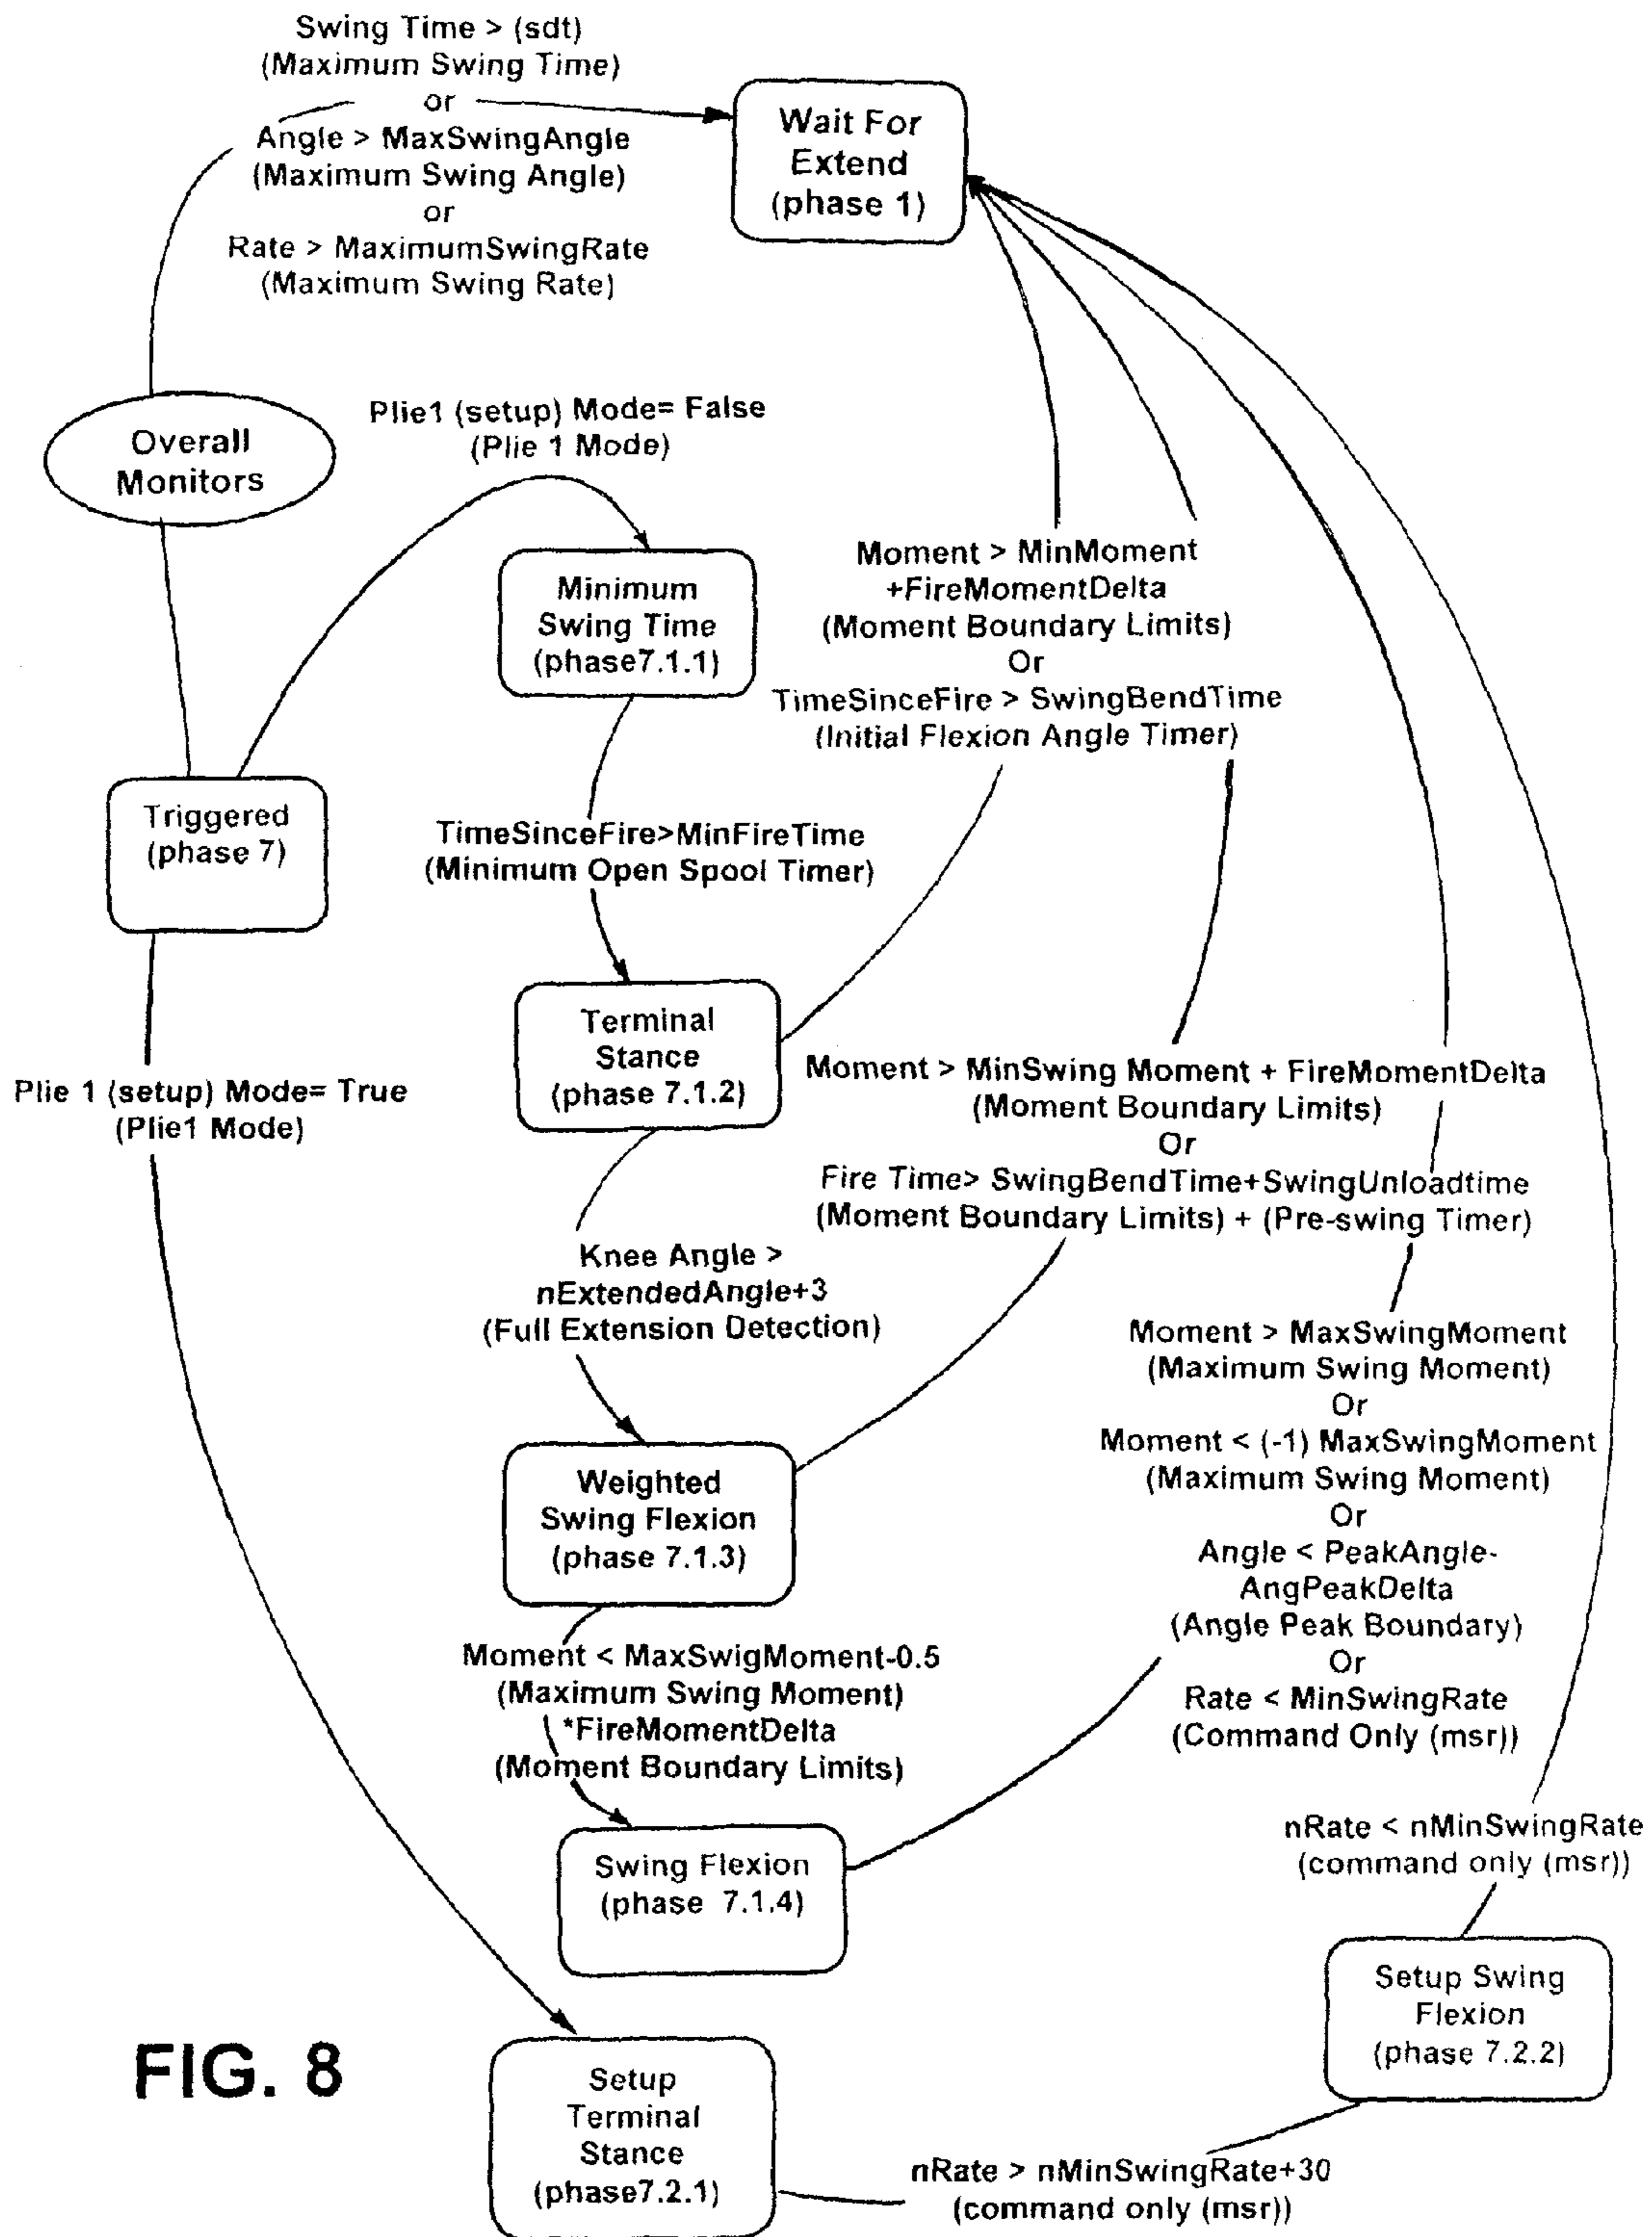 Swing Time > (sdt)
(Maximum Swing Time)
or
Angle > MaxSwingAngle
(Maximum Swing Angle)
or
Rate > MaximumSwingRate
(Maximum Swing Rate)
Wait For
Extend
(phase 1)
Overall
Monitors
Plie1 (setup) Mode= False
(Plie 1 Mode)
Minimum
Swing Time
(phase7.1.1)
Moment > MinMoment
+FireMomentDelta
(Moment Boundary Limits)
Or
TimeSinceFire > SwingBendTime
(Initial Flexion Angle Timer)
Triggered
(phase 7)
TimeSinceFire>MinFireTime
(Minimum Open Spool Timer)
Terminal
Stance
(phase 7.1.2)
Plie 1 (setup) Mode= True
(Plie1 Mode)
Moment > MinSwing Moment + FireMomentDelta
(Moment Boundary Limits)
Or
Fire Time> SwingBendTime+SwingUnloadtime
(Moment Boundary Limits) + (Pre-swing Timer)
Knee Angle >
nExtendedAngle+3
(Full Extension Detection)
Moment > MaxSwingMoment
(Maximum Swing Moment)
Or
Moment < (-1) MaxSwingMoment
(Maximum Swing Moment)
Or
Angle < PeakAngle-
AngPeakDelta
(Angle Peak Boundary)
Or
Rate < MinSwingRate
(Command Only (msr))
Weighted
Swing Flexion
(phase 7.1.3)
Moment < MaxSwigMoment-0.5
(Maximum Swing Moment)
*FireMomentDelta
(Moment Boundary Limits)
Swing Flexion
(phase 7.1.4)
nRate < nMinSwingRate
(command only (msr))
Setup Swing
Flexion
(phase 7.2.2)
FIG. 8
Setup
Terminal
Stance
(phase7.2.1)
nRate > nMinSwingRate+30
(command only (msr))